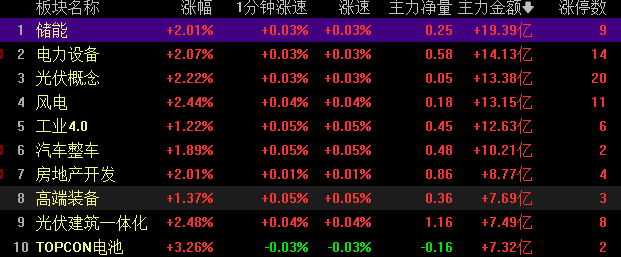 板块名称 涨幅 1分钟涨速 涨速 主力净量 主力金额 涨停数
1 储能 +2.01% +0.03% +0.03% 0.25 +19.39亿 9
2 电力设备 +2.07% +0.03% +0.03% 0.58 +14.13亿 14
3 光伏概念 +2.22% +0.03% +0.03% 0.05 +13.38亿 20
4 风电 +2.44% +0.04% +0.04% 0.18 +13.15亿 11
5 工业4.0 +1.22% +0.05% +0.05% 0.45 +12.63亿 6
6 汽车整车 +1.89% +0.05% +0.05% 0.48 +10.21亿 2
7 房地产开发 +2.01% +0.01% +0.01% 0.86 +8.77亿 4
8 高端装备 +1.37% +0.05% +0.05% 0.36 +7.69亿 3
9 光伏建筑一体化 +2.48% +0.04% +0.04% 1.16 +7.49亿 8
10 TOPCON电池 +3.26% -0.03% -0.03% -0.16 +7.32亿 2